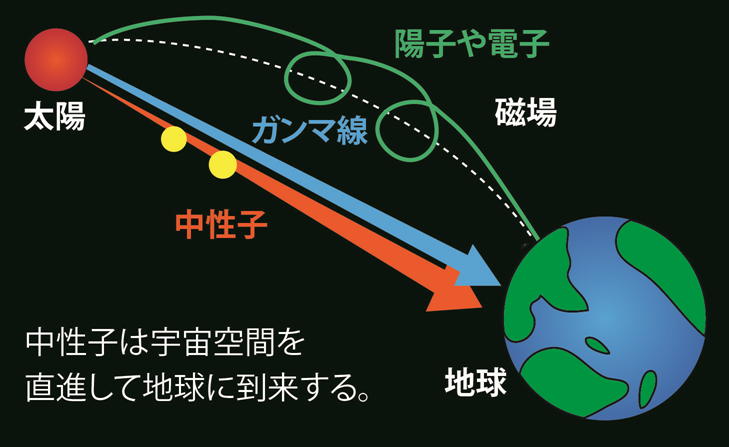 陽子や電子
磁場
太陽
ガンマ線
中性子
中性子は宇宙空間を
直進して地球に到来する。
地球